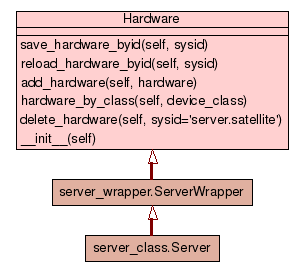 Hardware
save_hardware_byid(self, sysid)
reload_hardware_byid(self, sysid)
add_hardware(self, hardware)
hardware_by_class(self, device_class)
delete_hardware(self, sysid='server.satellite')
__init__(self)
server_wrapper.ServerWrapper
server_class.Server